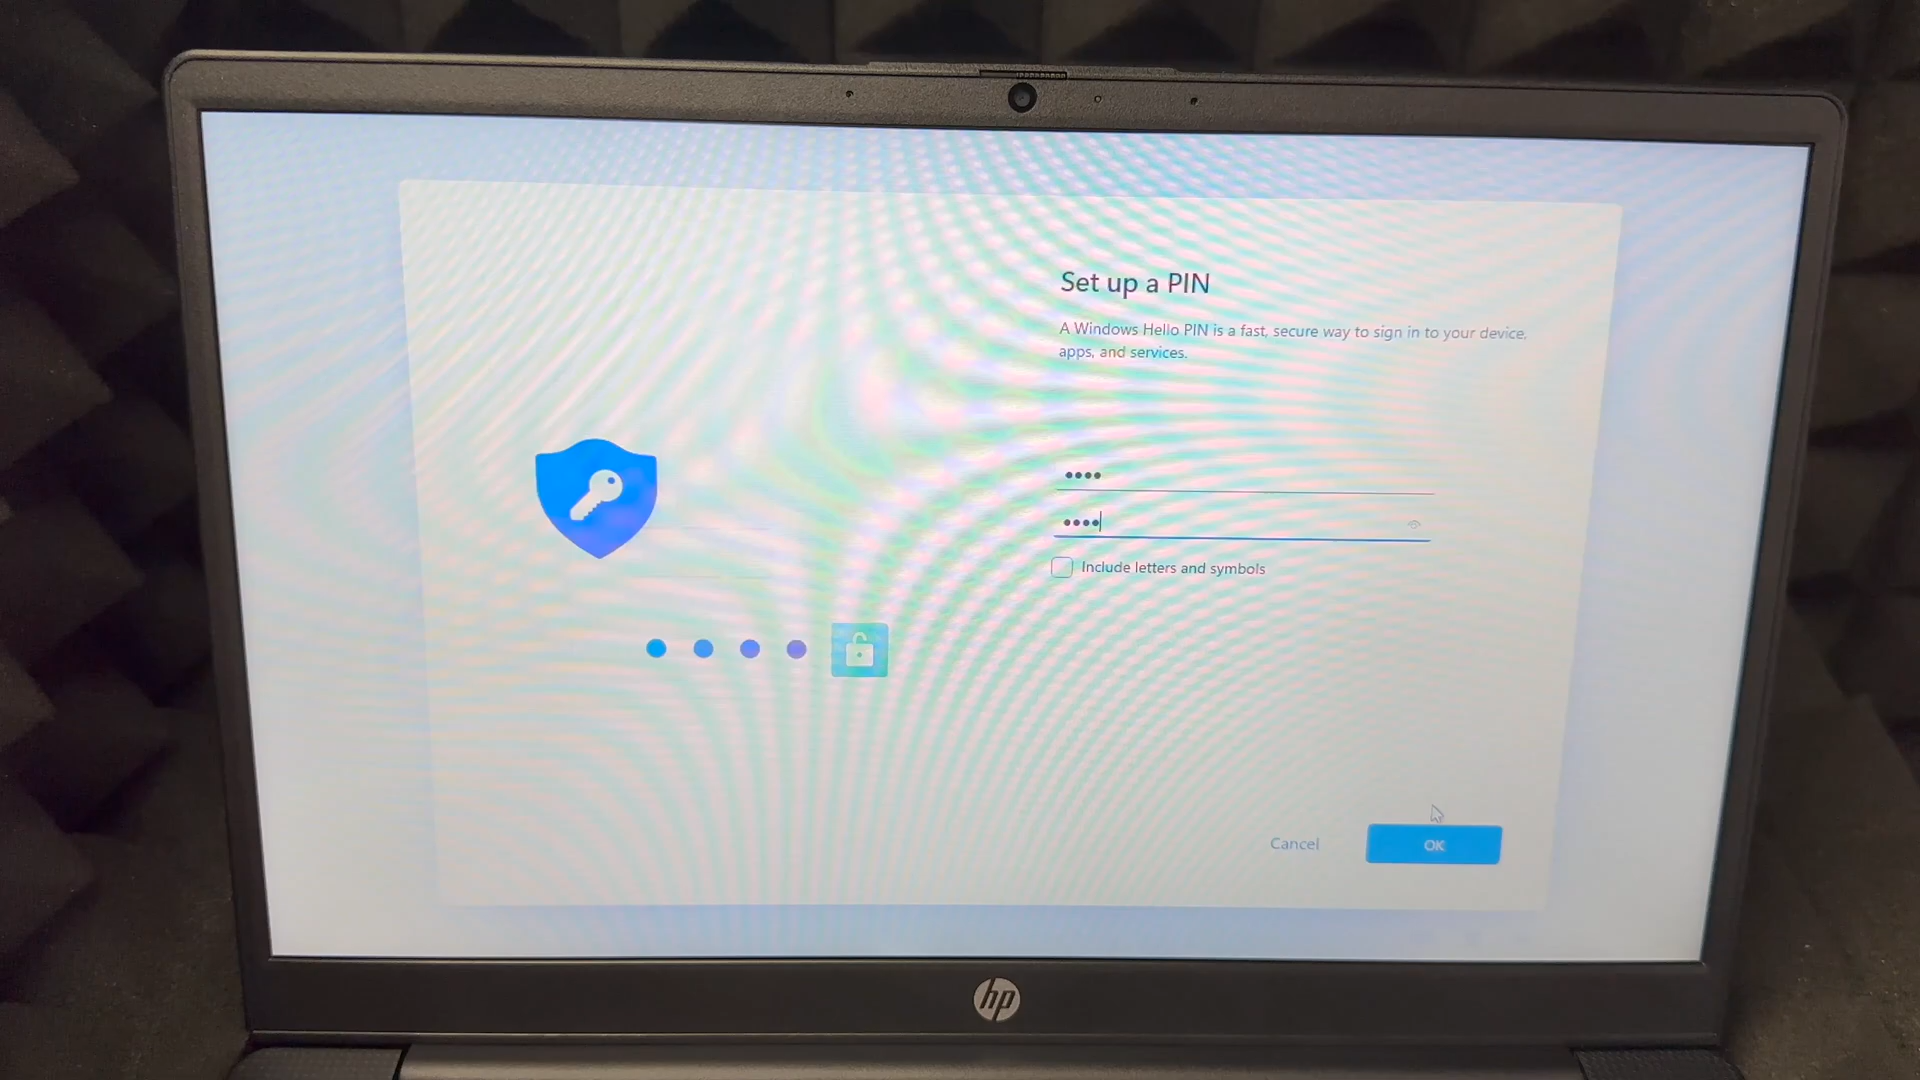 Set up a PIN
A Windows Hello PIN is a fast, secure way to sign in to your device,
apps, and services.
••••
••••
Include letters and symbols
Cancel
OK
hp